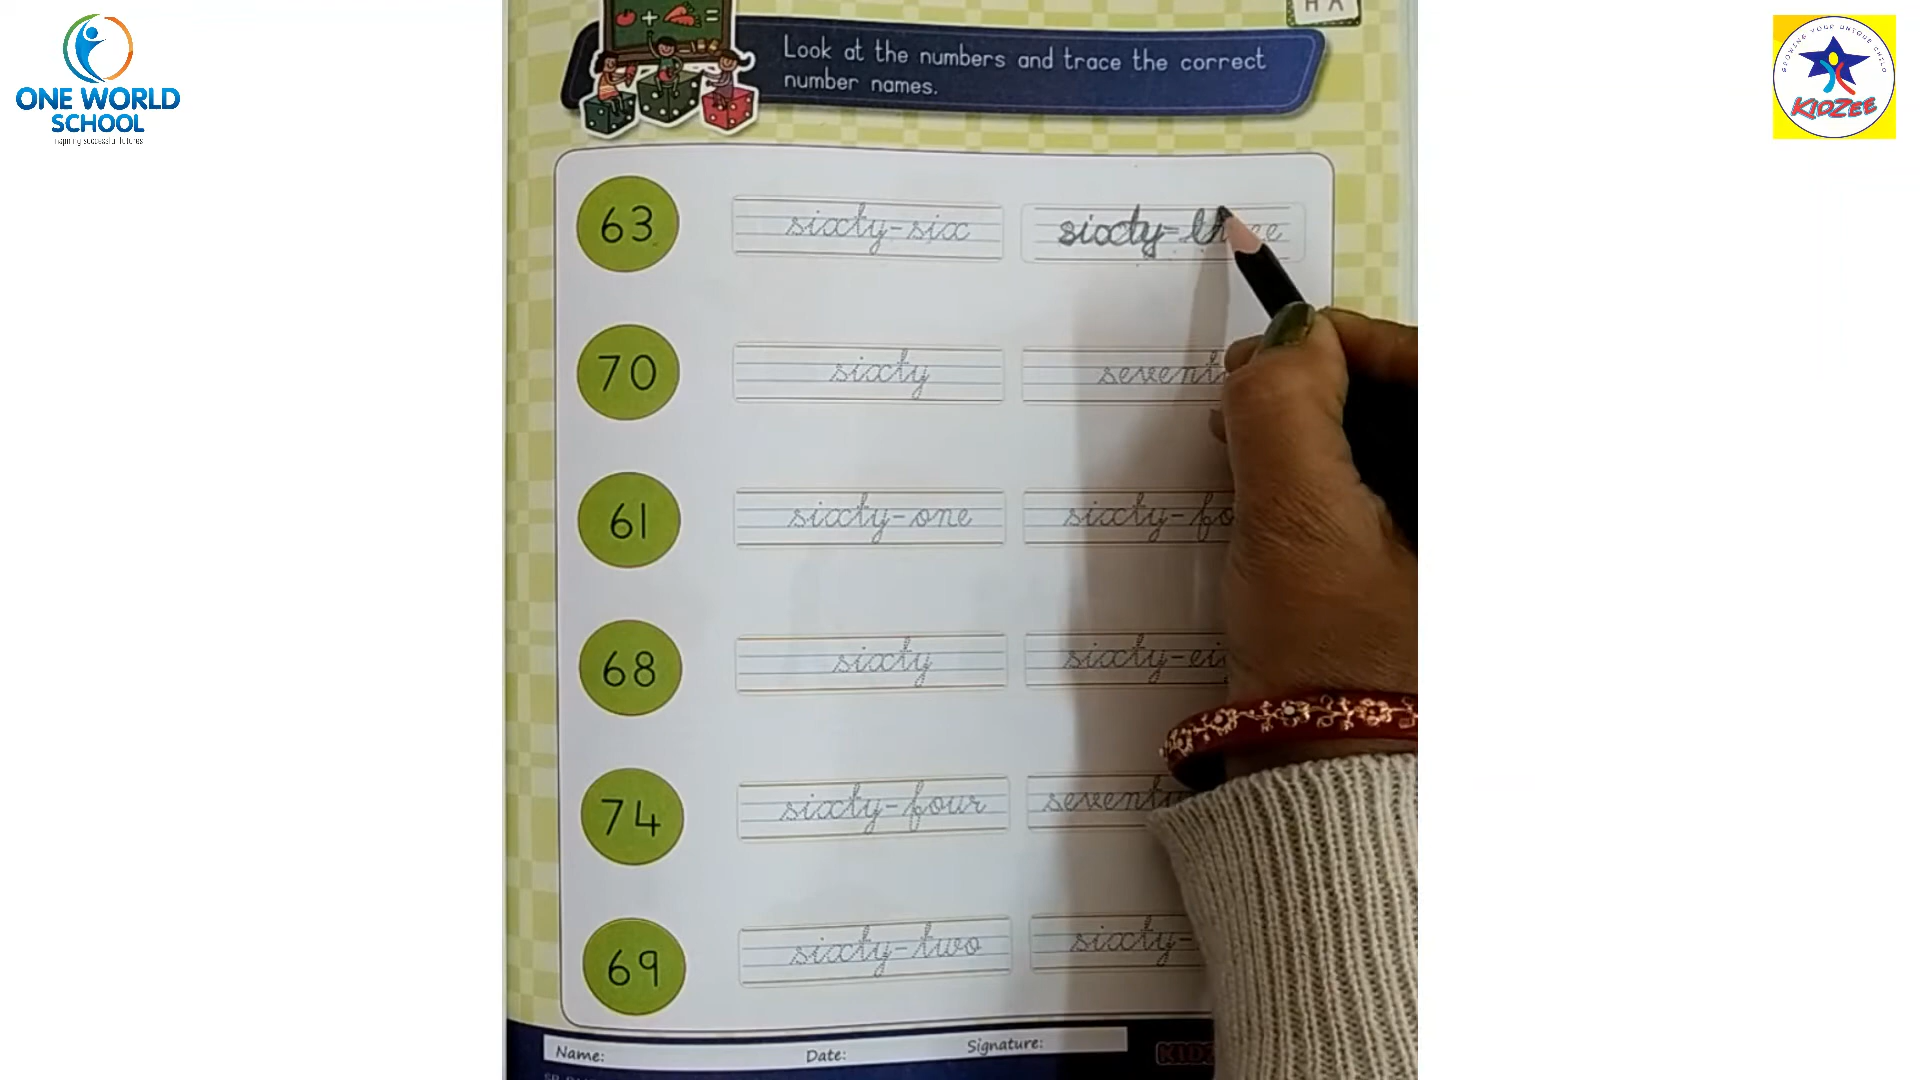 ONE WORLD
SCHOOL
KIDZEE
Look at the numbers and trace the correct
number names.
63 sixty-six sixty-three
70 sixty
61 sixty-one
68 sixty
74 sixty-four
69 sixty-two
Name: Date: Signature: